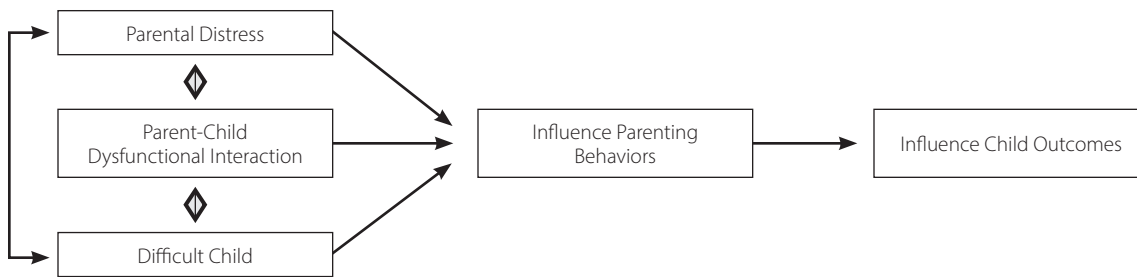 Parental Distress
Parent-Child
Dysfunctional Interaction
Difficult Child
Influence Parenting
Behaviors
Influence Child Outcomes